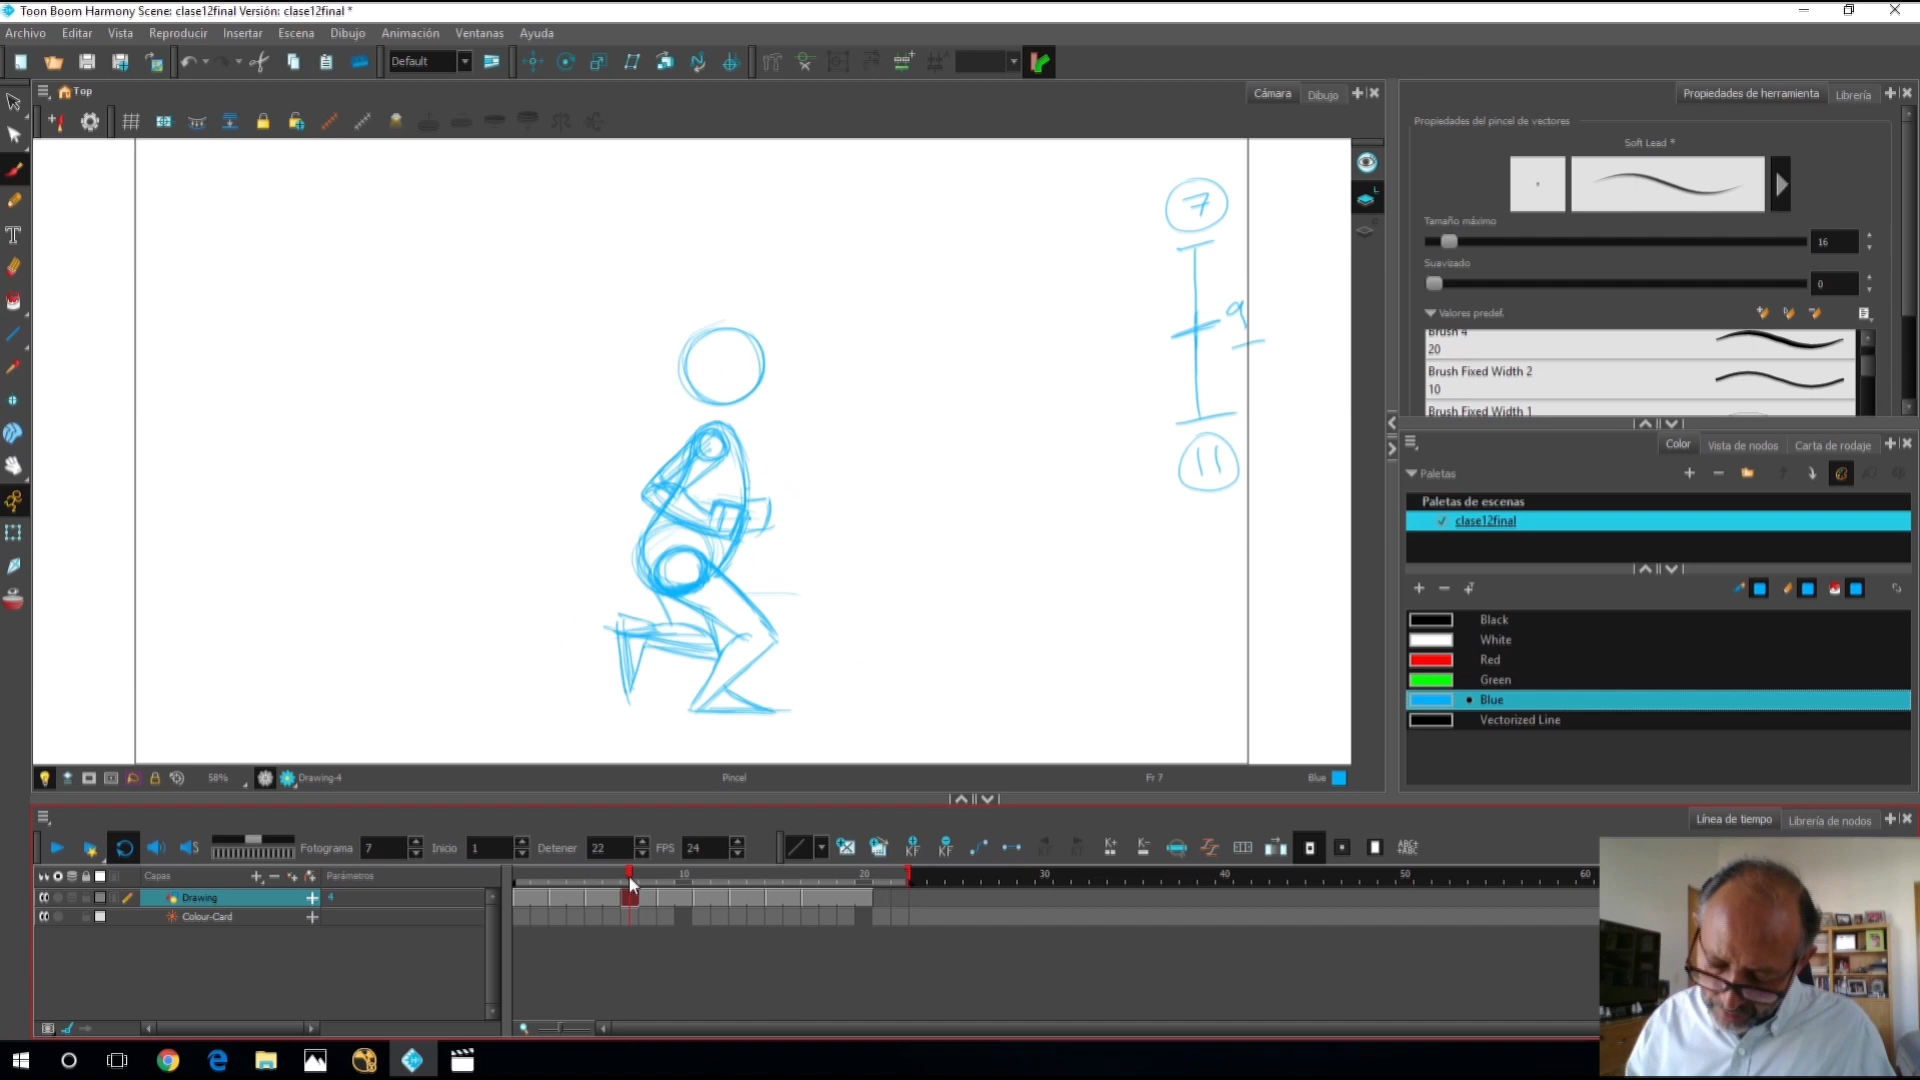 Toon Boom Harmony Scene: clase12final Versión: clase12final *
Archivo Editar Vista Reproducir Insertar Escena Dibujo Animación Ventanas Ayuda
Default
Top
Cámara Dibujo
Propiedades de herramienta Librería
Propiedades del pincel de vectores
Soft Lead *
Tamaño máximo
16
Suavizado
0
Valores predef.
Brush 4
20
Brush Fixed Width 2
10
Brush Fixed Width 1
7
9
11
Color Vista de nodos Carta de rodaje
Paletas
Paletas de escenas
clase12final
Black
White
Red
Green
Blue
Vectorized Line
58% Drawing-4 Pincel Fr 7 Blue
Línea de tiempo Librería de nodos
Fotograma 7 Inicio 1 Detener 22 FPS 24
Capas Parámetros
10 20 30 40 50 60
Drawing 4
Colour-Card